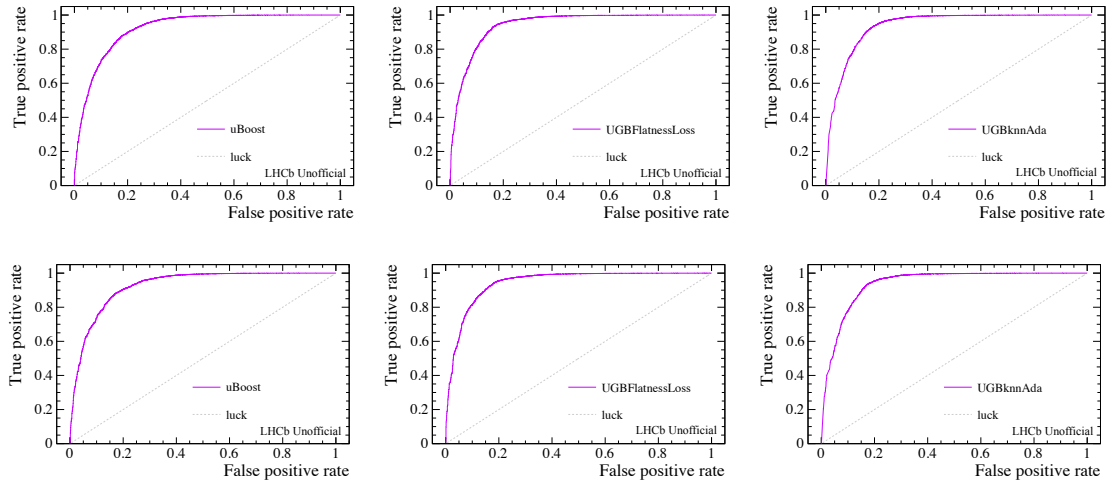 True positive rate
1
0.8
0.6
0.4
0.2
0
uBoost
luck
LHCb Unofficial
0 0.2 0.4 0.6 0.8 1
False positive rate
True positive rate
1
0.8
0.6
0.4
0.2
0
UGBFlatnessLoss
luck
LHCb Unofficial
0 0.2 0.4 0.6 0.8 1
False positive rate
True positive rate
1
0.8
0.6
0.4
0.2
0
UGBknnAda
luck
LHCb Unofficial
0 0.2 0.4 0.6 0.8 1
False positive rate
True positive rate
1
0.8
0.6
0.4
0.2
0
uBoost
luck
LHCb Unofficial
0 0.2 0.4 0.6 0.8 1
False positive rate
True positive rate
1
0.8
0.6
0.4
0.2
0
UGBFlatnessLoss
luck
LHCb Unofficial
0 0.2 0.4 0.6 0.8 1
False positive rate
True positive rate
1
0.8
0.6
0.4
0.2
0
UGBknnAda
luck
LHCb Unofficial
0 0.2 0.4 0.6 0.8 1
False positive rate